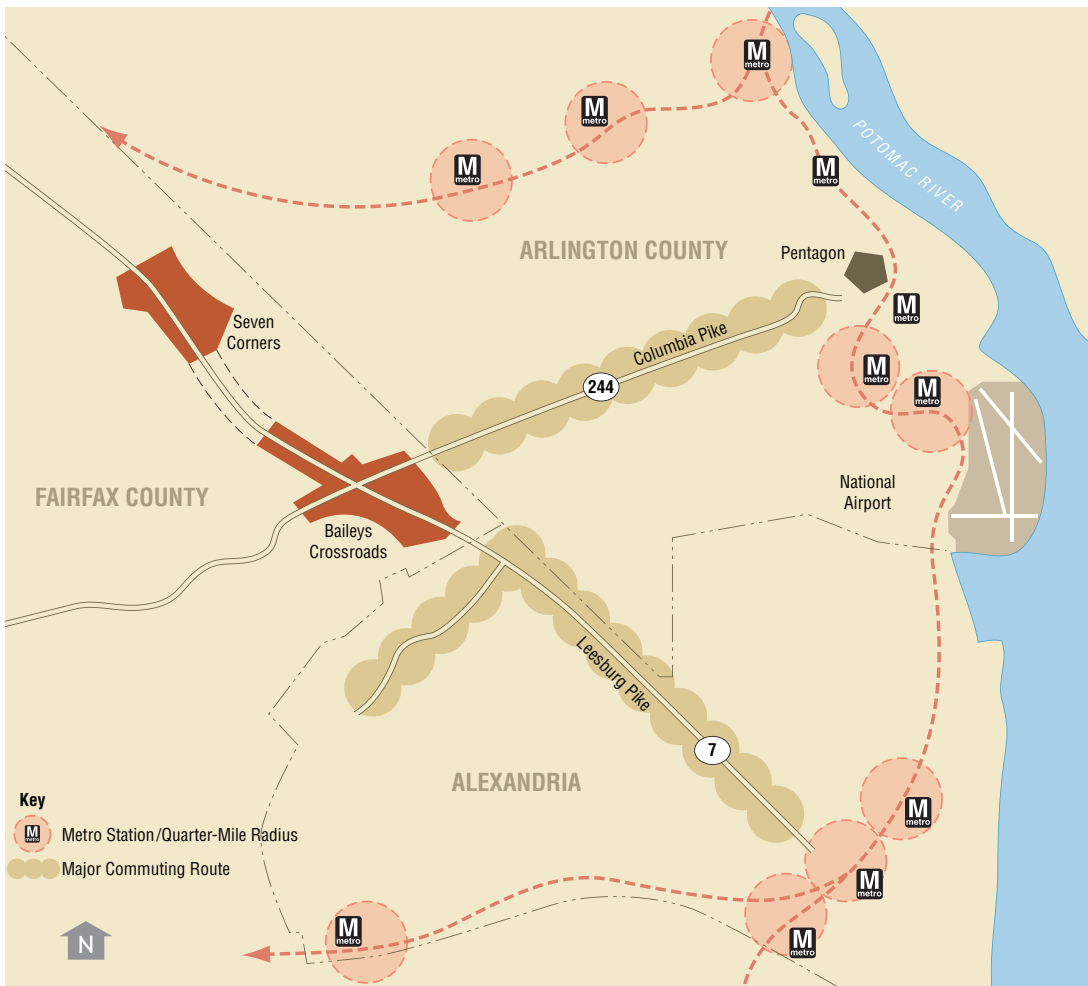 M
metro
M
metro
M
metro
M
metro
POTOMAC RIVER
ARLINGTON COUNTY
Pentagon
M
metro
Seven
Corners
Columbia Pike
244
M
metro
M
metro
FAIRFAX COUNTY
National
Airport
Baileys
Crossroads
Leesburg Pike
7
ALEXANDRIA
M
metro
M
metro
M
metro
M
metro
Key
M
metro
Metro Station/Quarter-Mile Radius
Major Commuting Route
N